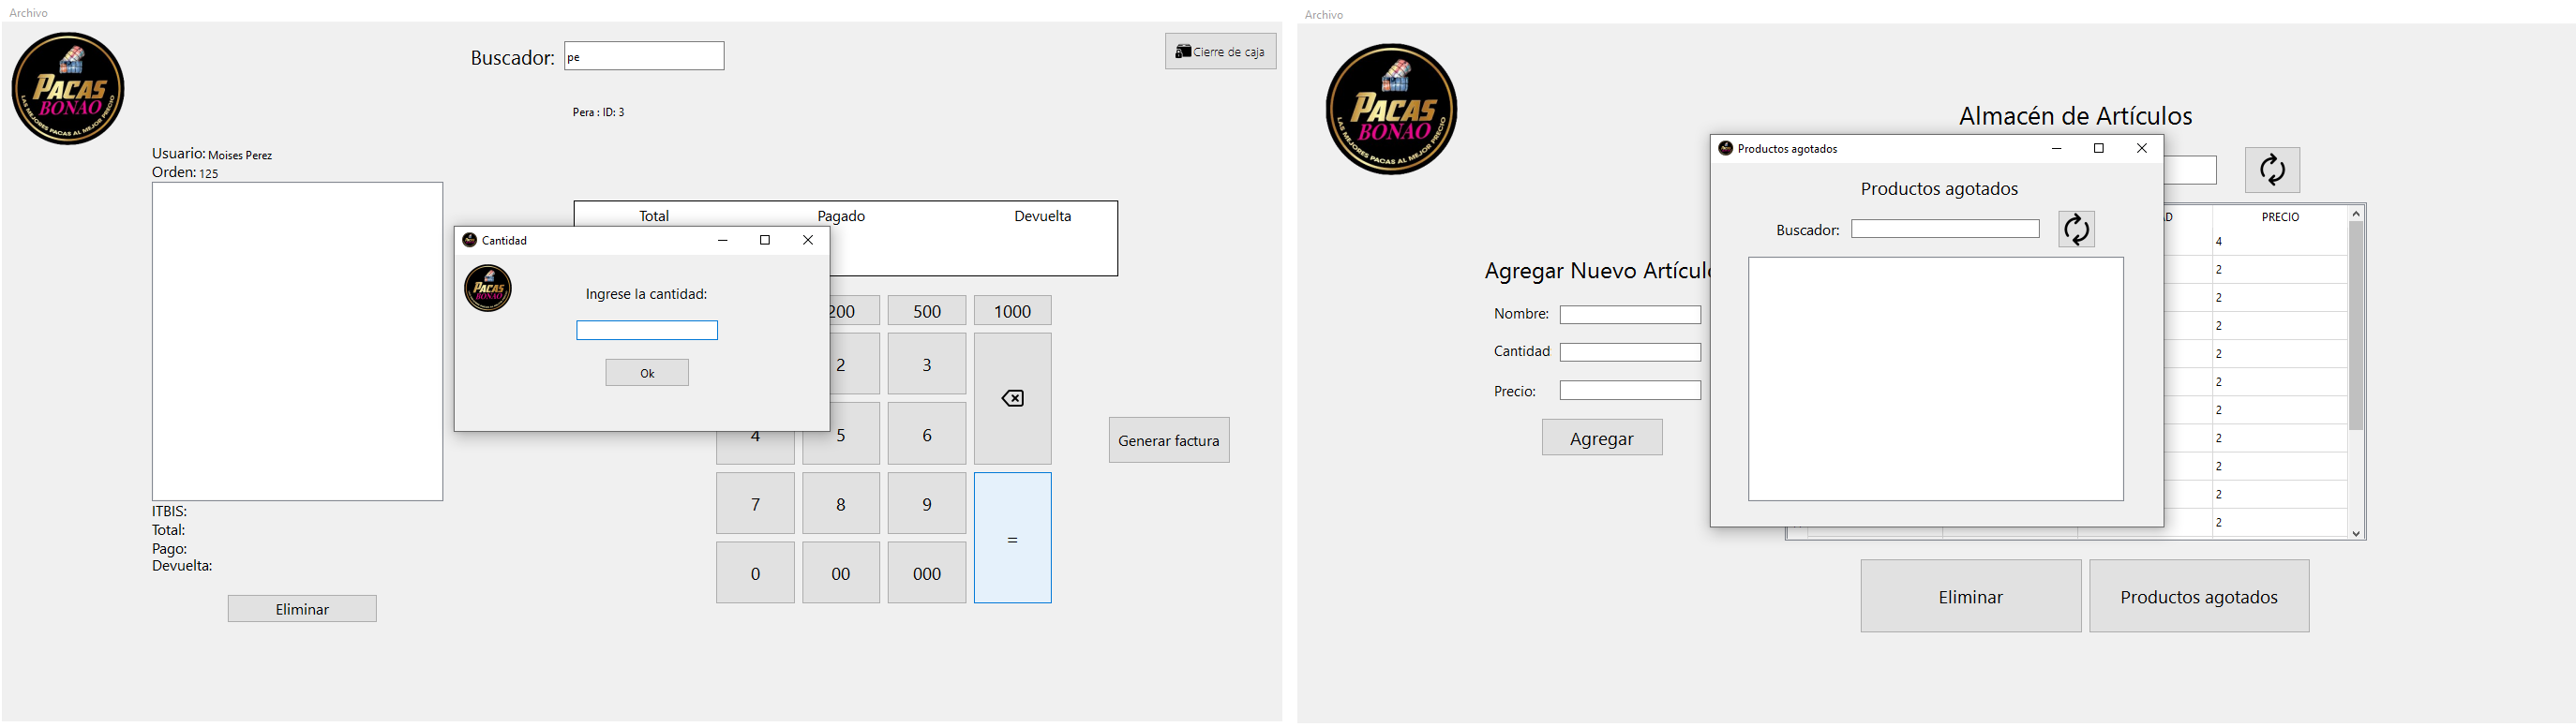 Archivo
PACAS
BONAO
LAS MEJORES PACAS AL MEJOR PRECIO
Buscador: pe
Cierre de caja
Pera : ID: 3
Usuario: Moises Perez
Orden: 125
Total Pagado Devuelta
Cantidad
PACAS
BONAO
Ingrese la cantidad:
Ok
200 500 1000
2 3
4 5 6
7 8 9
0 00 000
=
Generar factura
ITBIS:
Total:
Pago:
Devuelta:
Eliminar
Archivo
PACAS
BONAO
LAS MEJORES PACAS AL MEJOR PRECIO
Almacén de Artículos
Agregar Nuevo Artícul
Nombre:
Cantidad
Precio:
Agregar
Productos agotados
Productos agotados
Buscador:
AD PRECIO
4
2
2
2
2
2
2
2
2
2
2
Eliminar
Productos agotados